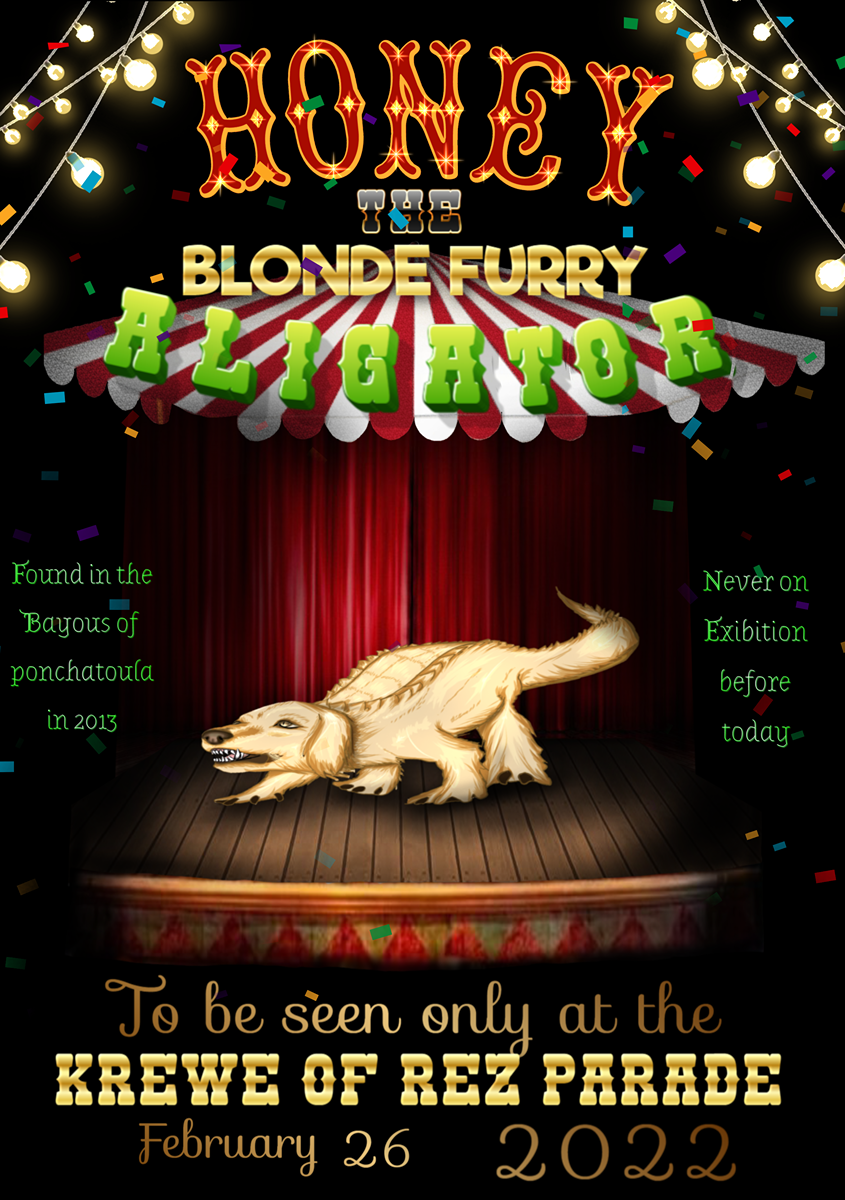 HONEY
THE
BLONDE FURRY
ALIGATOR
Found in the
Bayous of
ponchatoula
in 2013
Never on
Exibition
before
today
To be seen only at the
KREWE OF REZ PARADE
February 26 2022